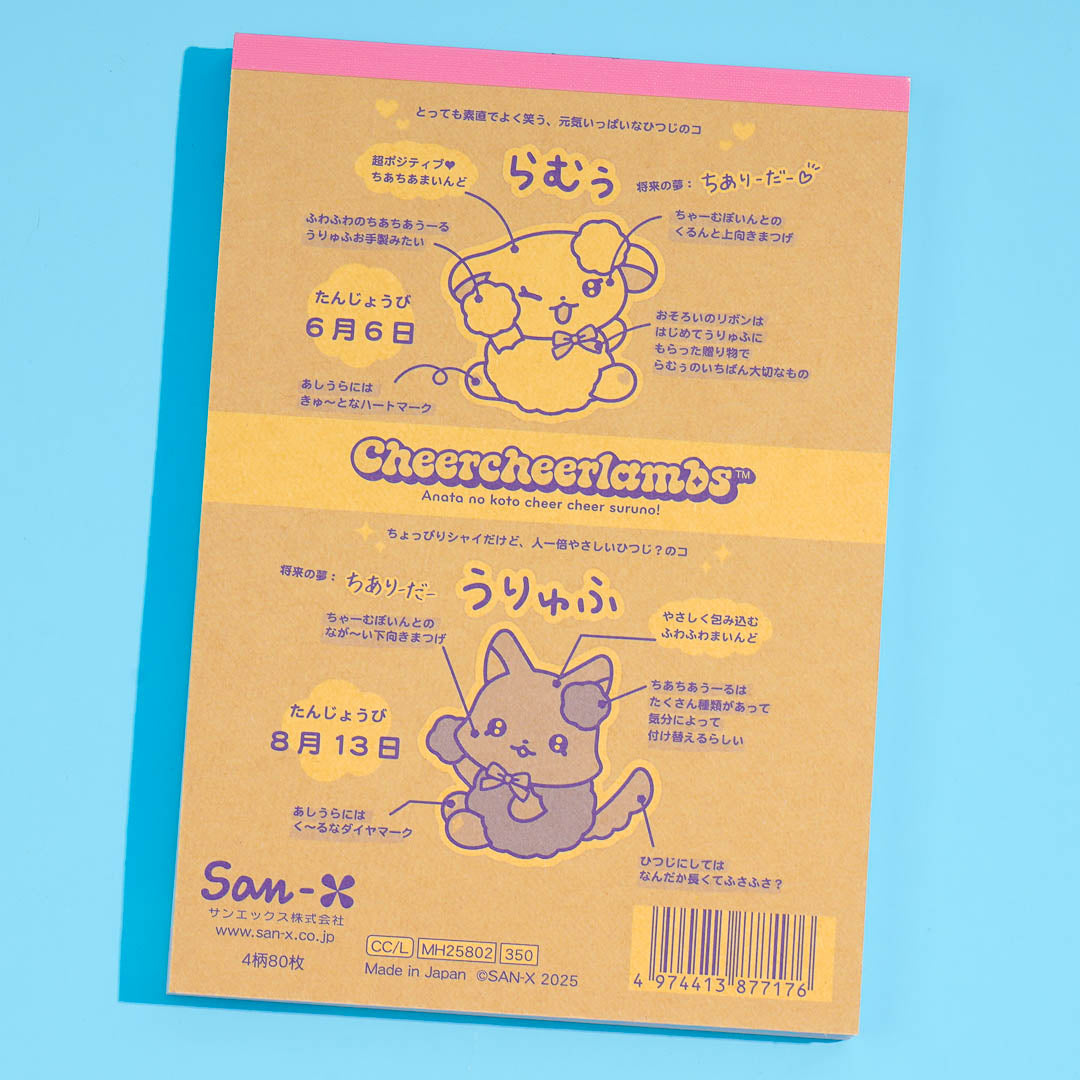 とっても素直でよく笑う、元気いっぱいなひつじのコ
超ポジティブ♥
ちあちあまいんど
らむぅ
将来の夢：ちありーだー♡
ふわふわのちあちあうーる
うりゅふお手製みたい
ちゃーむぽいんとの
くるんと上向きまつげ
たんじょうび
6月6日
おそろいのリボンは
はじめてうりゅふに
もらった贈り物で
らむぅのいちばん大切なもの
あしうらには
きゅ〜となハートマーク
Cheercheerlambs™
Anata no koto cheer cheer suruno!
ちょっぴりシャイだけど、人一倍やさしいひつじ？のコ
将来の夢：ちありーだー
うりゅふ
ちゃーむぽいんとの
なが〜い下向きまつげ
やさしく包み込む
ふわふわまいんど
ちあちあうーるは
たくさん種類があって
気分によって
付け替えるらしい
たんじょうび
8月13日
あしうらには
く〜るなダイヤマーク
ひつじにしては
なんだか長くてふさふさ？
San-X
サンエックス株式会社
www.san-x.co.jp
4柄80枚
CC/L MH25802 350
Made in Japan ©SAN-X 2025
4 974413 877176